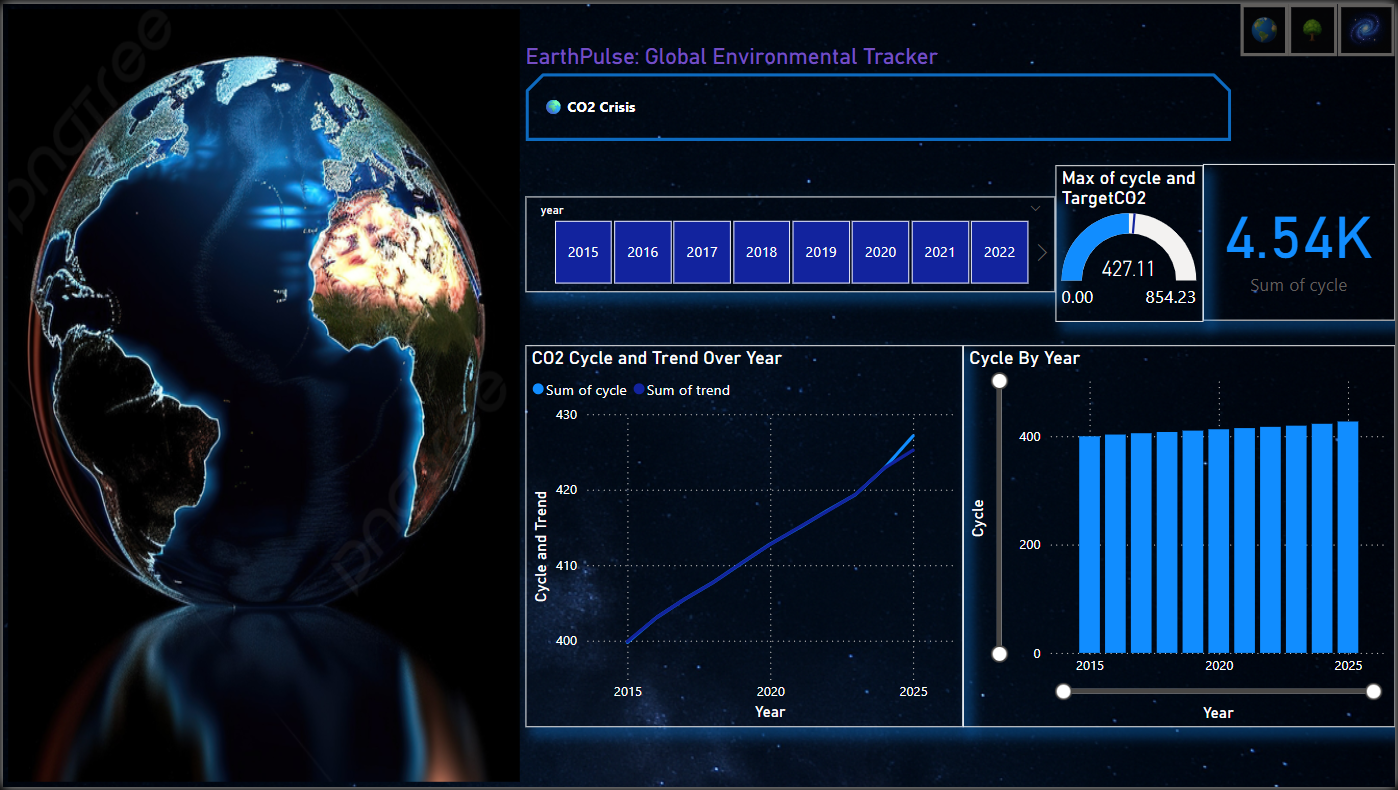 pngtree
EarthPulse: Global Environmental Tracker
CO2 Crisis
year
2015 2016 2017 2018 2019 2020 2021 2022
Max of cycle and
TargetCO2
427.11
0.00 854.23
4.54K
Sum of cycle
CO2 Cycle and Trend Over Year
Sum of cycle Sum of trend
430
420
410
400
Cycle and Trend
2015 2020 2025
Year
Cycle By Year
400
200
0
Cycle
2015 2020 2025
Year
pngtree